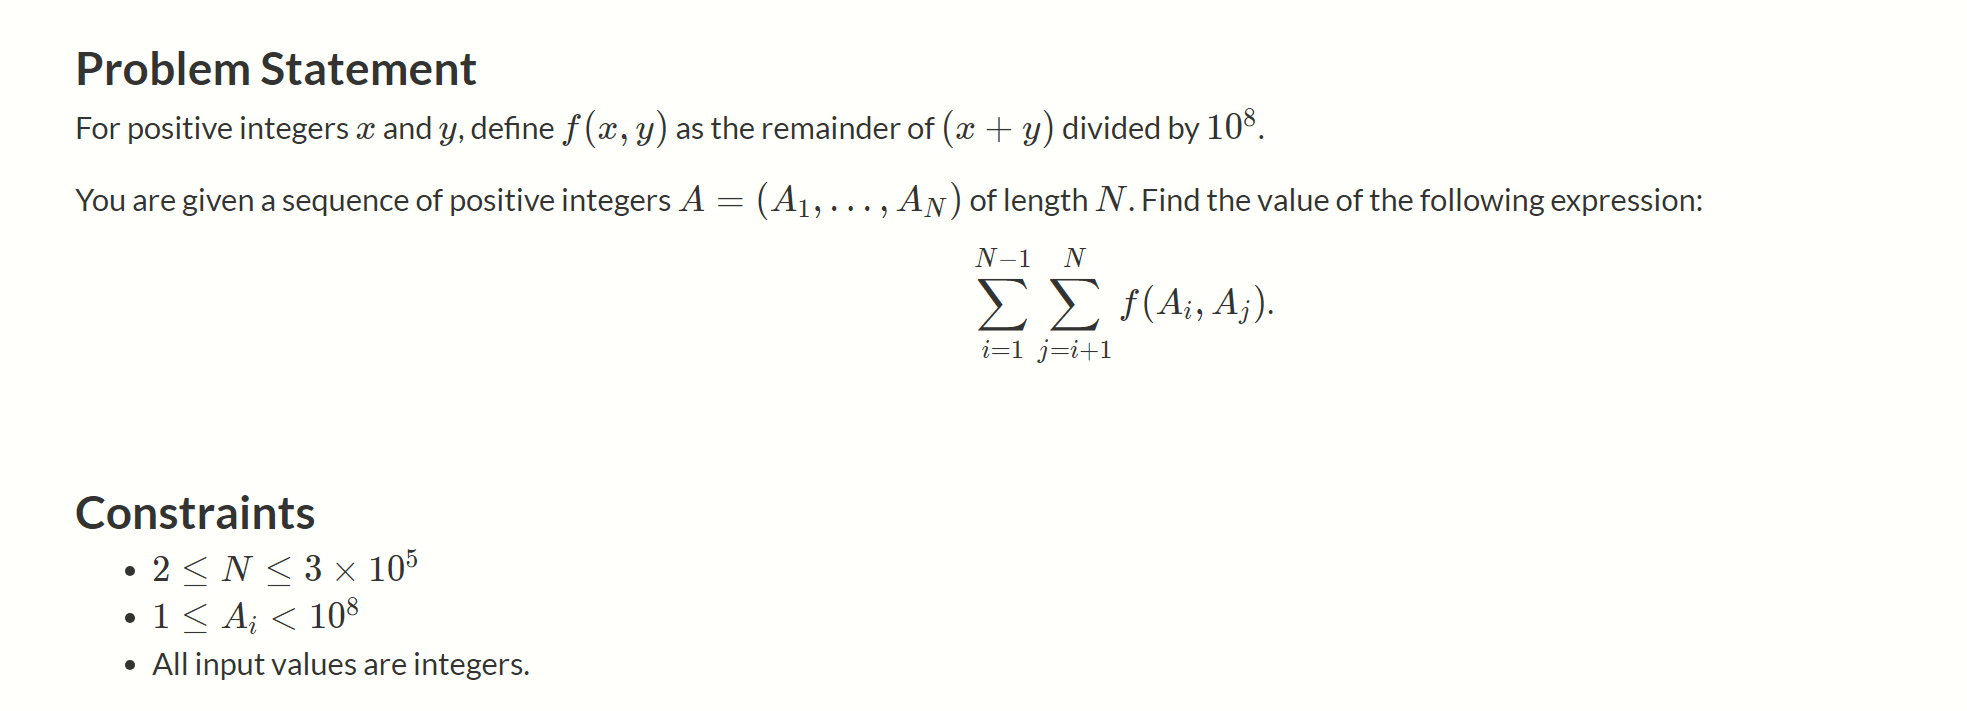 Problem Statement
For positive integers x and y, define f(x, y) as the remainder of (x + y) divided by 10^8.
You are given a sequence of positive integers A = (A_1, . . . , A_N) of length N. Find the value of the following expression:
\sum_{i=1}^{N-1} \sum_{j=i+1}^{N} f(A_i, A_j).
Constraints
• 2 ≤ N ≤ 3 × 10^5
• 1 ≤ A_i < 10^8
• All input values are integers.